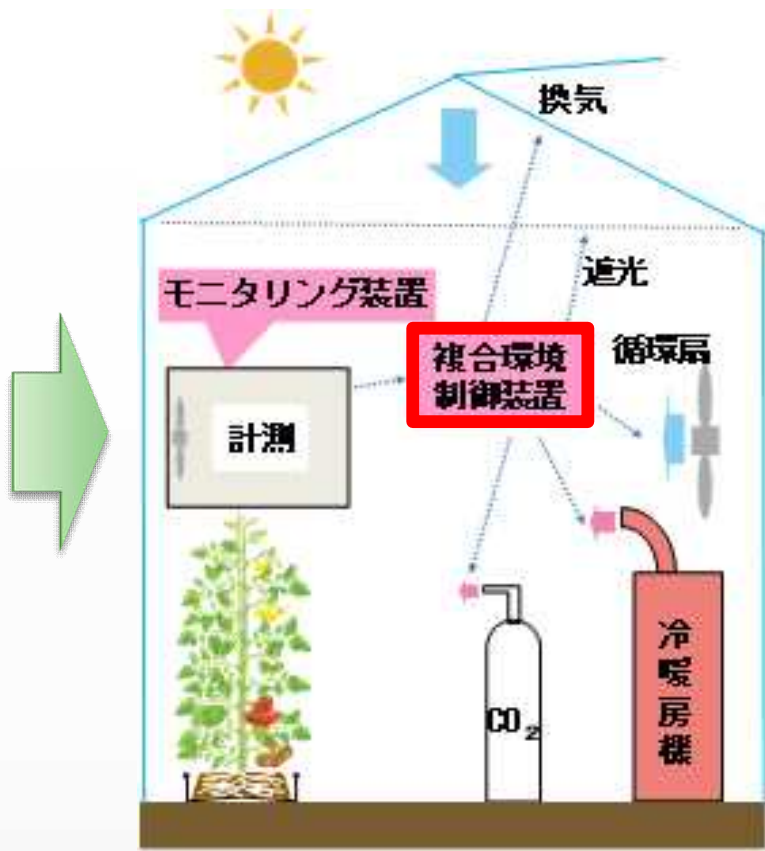 換気
遮光
モニタリング装置
循環扇
複合環境
制御装置
計測
冷暖房機
CO₂